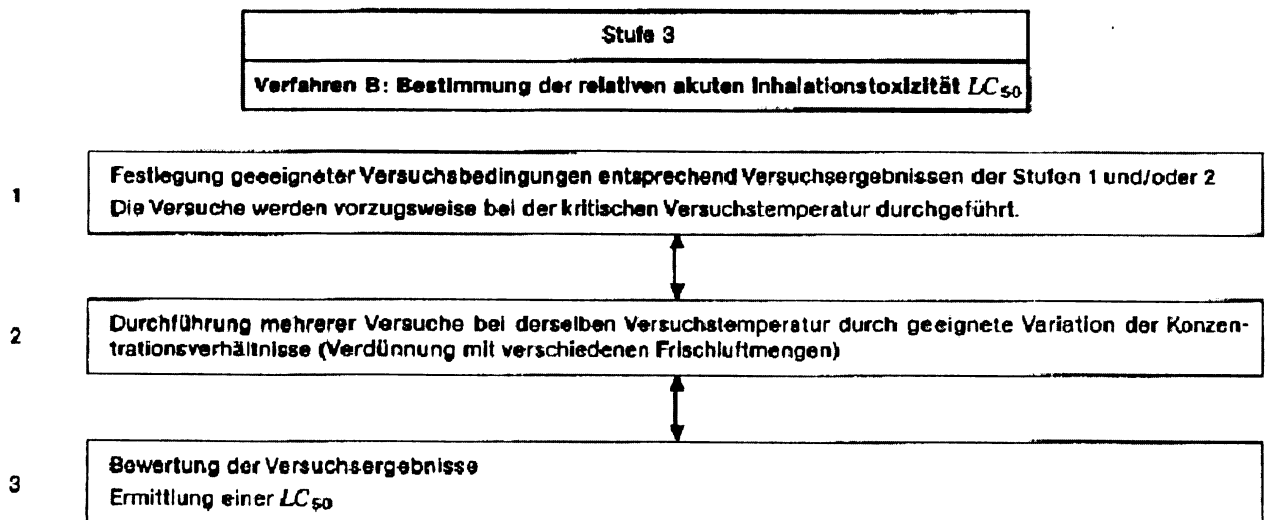 Stufe 3
Verfahren B: Bestimmung der relativen akuten Inhalationstoxizität LC50
1
Festlegung geeeigneter Versuchsbedingungen entsprechend Versuchsergebnissen der Stufen 1 und/oder 2
Die Versuche werden vorzugsweise bei der kritischen Versuchstemperatur durchgeführt.
2
Durchführung mehrerer Versuche bei derselben Versuchstemperatur durch geeignete Variation der Konzen-
trationsverhältnisse (Verdünnung mit verschiedenen Frischluftmengen)
3
Bewertung der Versuchsergebnisse
Ermittlung einer LC50